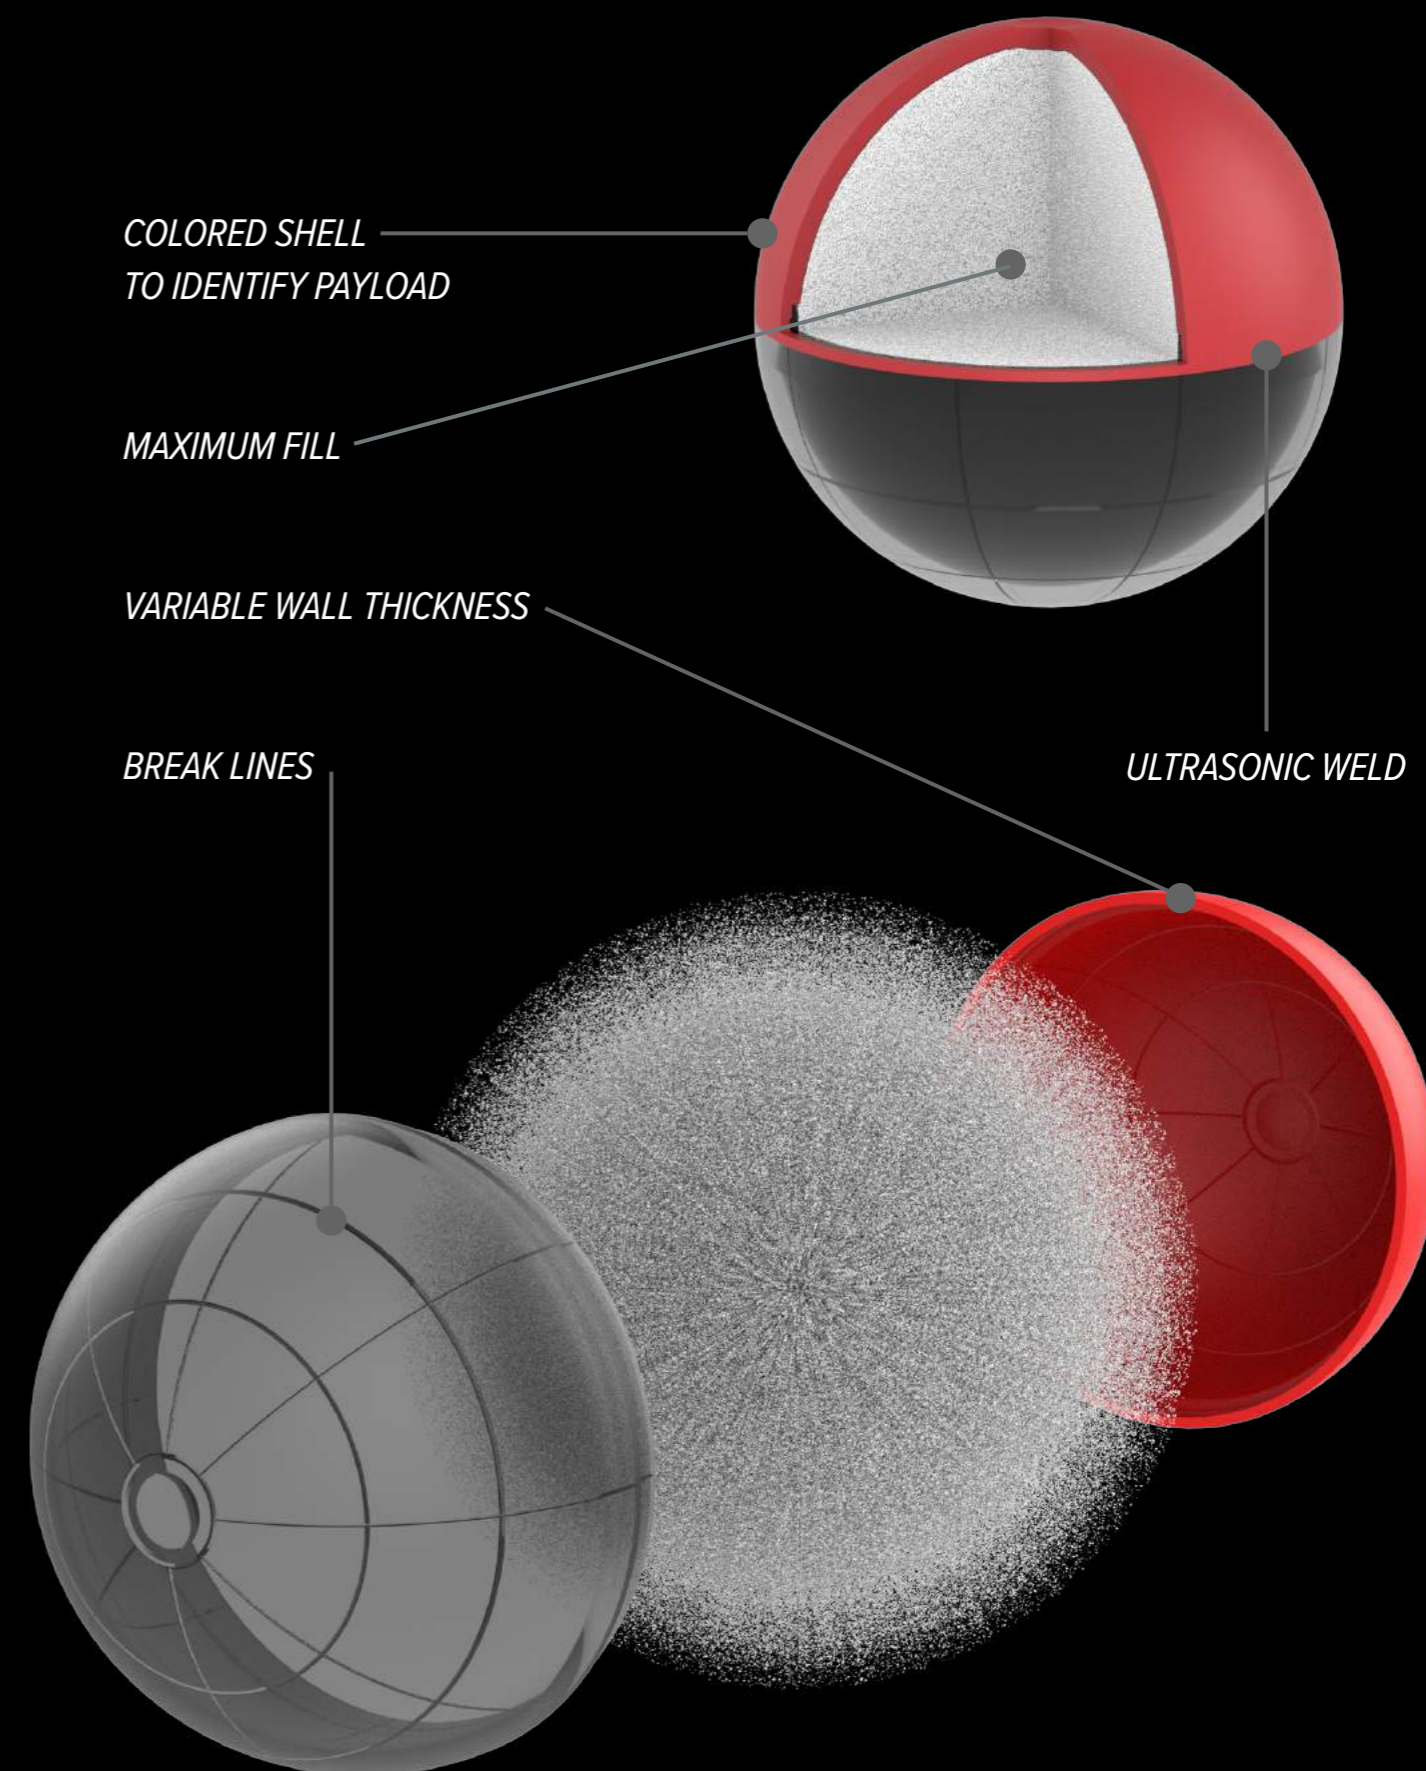 COLORED SHELL
TO IDENTIFY PAYLOAD
MAXIMUM FILL
VARIABLE WALL THICKNESS
BREAK LINES
ULTRASONIC WELD